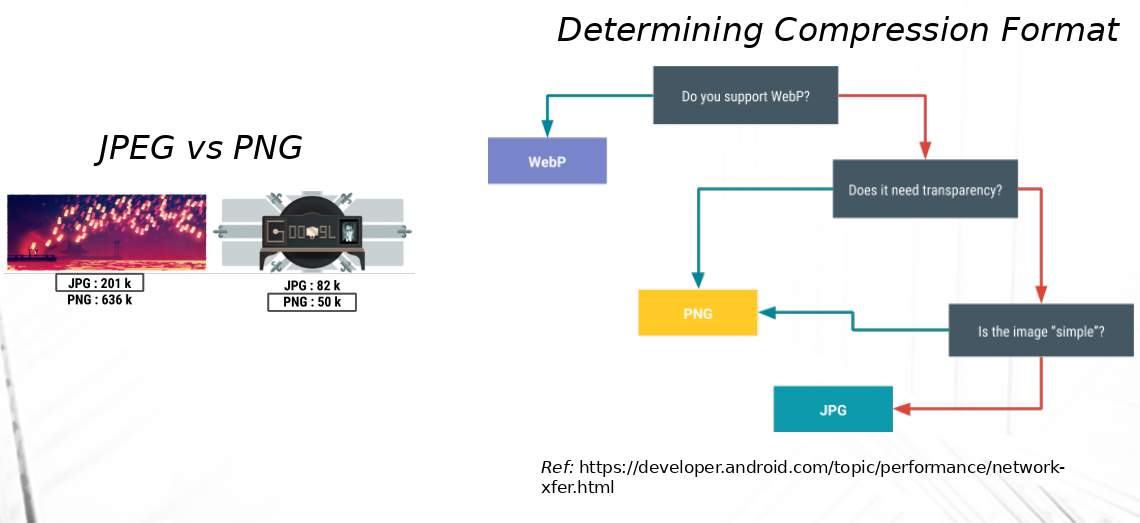 Determining Compression Format
Do you support WebP?
WebP
JPEG vs PNG
Does it need transparency?
JPG : 201 k
PNG : 636 k
JPG : 82 k
PNG : 50 k
PNG
Is the image “simple”?
JPG
Ref: https://developer.android.com/topic/performance/network-
xfer.html